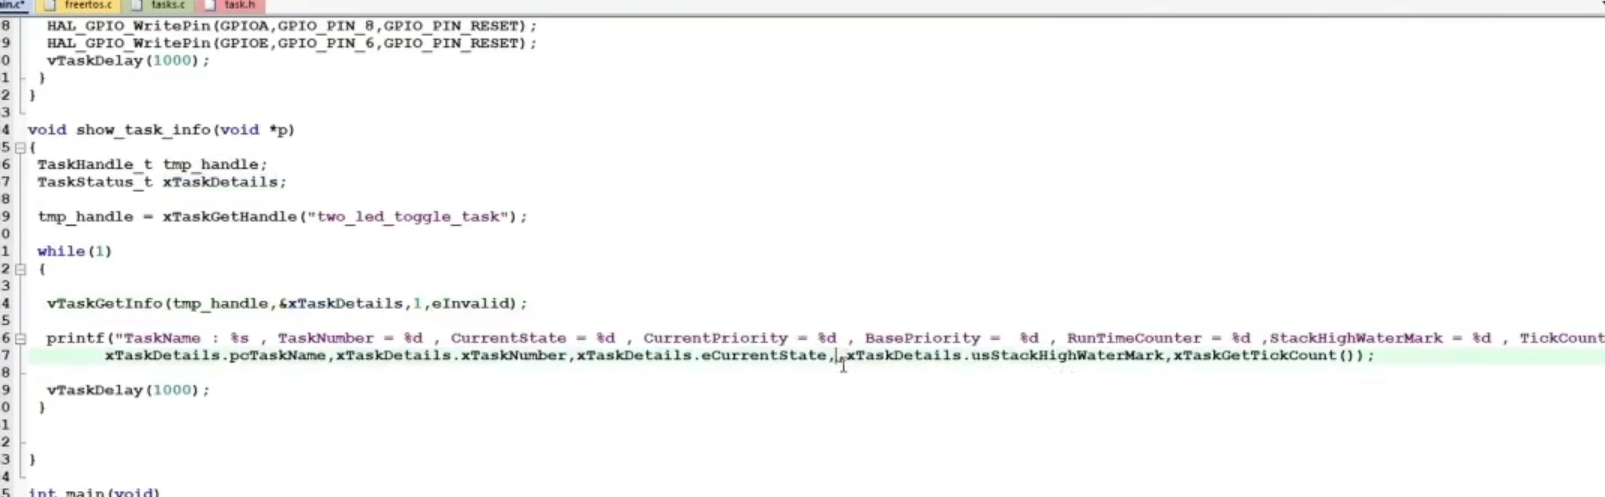 ain.c* freertos.c tasks.c task.h
8 HAL_GPIO_WritePin(GPIOA,GPIO_PIN_8,GPIO_PIN_RESET);
9 HAL_GPIO_WritePin(GPIOE,GPIO_PIN_6,GPIO_PIN_RESET);
0 vTaskDelay(1000);
1 }
2 }
3
4 void show_task_info(void *p)
5 {
6 TaskHandle_t tmp_handle;
7 TaskStatus_t xTaskDetails;
8
9 tmp_handle = xTaskGetHandle("two_led_toggle_task");
0
1 while(1)
2 {
3
4 vTaskGetInfo(tmp_handle,&xTaskDetails,1,eInvalid);
5
6 printf("TaskName : %s , TaskNumber = %d , CurrentState = %d , CurrentPriority = %d , BasePriority =  %d , RunTimeCounter = %d ,StackHighWaterMark = %d , TickCount
7 xTaskDetails.pcTaskName,xTaskDetails.xTaskNumber,xTaskDetails.eCurrentState,,xTaskDetails.usStackHighWaterMark,xTaskGetTickCount());
8
9 vTaskDelay(1000);
0 }
1
2
3 }
4
5 int main(void)